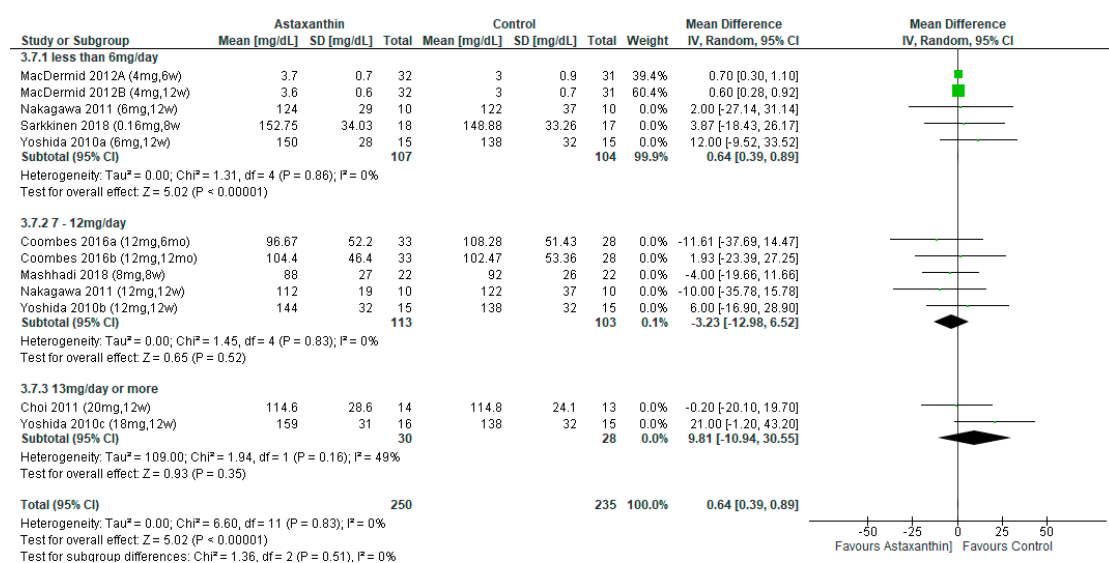 Astaxanthin Control Mean Difference Mean Difference
Study or Subgroup Mean [mg/dL] SD [mg/dL] Total Mean [mg/dL] SD [mg/dL] Total Weight IV, Random, 95% CI IV, Random, 95% CI
3.7.1 less than 6mg/day
MacDermid 2012A (4mg,6w) 3.7 0.7 32 3 0.9 31 39.4% 0.70 [0.30, 1.10]
MacDermid 2012B (4mg,12w) 3.6 0.6 32 3 0.7 31 60.4% 0.60 [0.28, 0.92]
Nakagawa 2011 (6mg,12w) 124 29 10 122 37 10 0.0% 2.00 [-27.14, 31.14]
Sarkkinen 2018 (0.16mg,8w 152.75 34.03 18 148.88 33.26 17 0.0% 3.87 [-18.43, 26.17]
Yoshida 2010a (6mg,12w) 150 28 15 138 32 15 0.0% 12.00 [-9.52, 33.52]
Subtotal (95% CI) 107 104 99.9% 0.64 [0.39, 0.89]
Heterogeneity: Tau² = 0.00; Chi² = 1.31, df = 4 (P = 0.86); I² = 0%
Test for overall effect: Z = 5.02 (P < 0.00001)
3.7.2 7 - 12mg/day
Coombes 2016a (12mg,6mo) 96.67 52.2 33 108.28 51.43 28 0.0% -11.61 [-37.69, 14.47]
Coombes 2016b (12mg,12mo) 104.4 46.4 33 102.47 53.36 28 0.0% 1.93 [-23.39, 27.25]
Mashhadi 2018 (8mg,8w) 88 27 22 92 26 22 0.0% -4.00 [-19.66, 11.66]
Nakagawa 2011 (12mg,12w) 112 19 10 122 37 10 0.0% -10.00 [-35.78, 15.78]
Yoshida 2010b (12mg,12w) 144 32 15 138 32 15 0.0% 6.00 [-16.90, 28.90]
Subtotal (95% CI) 113 103 0.1% -3.23 [-12.98, 6.52]
Heterogeneity: Tau² = 0.00; Chi² = 1.45, df = 4 (P = 0.83); I² = 0%
Test for overall effect: Z = 0.65 (P = 0.52)
3.7.3 13mg/day or more
Choi 2011 (20mg,12w) 114.6 28.6 14 114.8 24.1 13 0.0% -0.20 [-20.10, 19.70]
Yoshida 2010c (18mg,12w) 159 31 16 138 32 15 0.0% 21.00 [-1.20, 43.20]
Subtotal (95% CI) 30 28 0.0% 9.81 [-10.94, 30.55]
Heterogeneity: Tau² = 109.00; Chi² = 1.94, df = 1 (P = 0.16); I² = 49%
Test for overall effect: Z = 0.93 (P = 0.35)
Total (95% CI) 250 235 100.0% 0.64 [0.39, 0.89]
Heterogeneity: Tau² = 0.00; Chi² = 6.60, df = 11 (P = 0.83); I² = 0%
Test for overall effect: Z = 5.02 (P < 0.00001)
Test for subgroup differences: Chi² = 1.36, df = 2 (P = 0.51), I² = 0%
-50 -25 0 25 50
Favours Astaxanthin] Favours Control